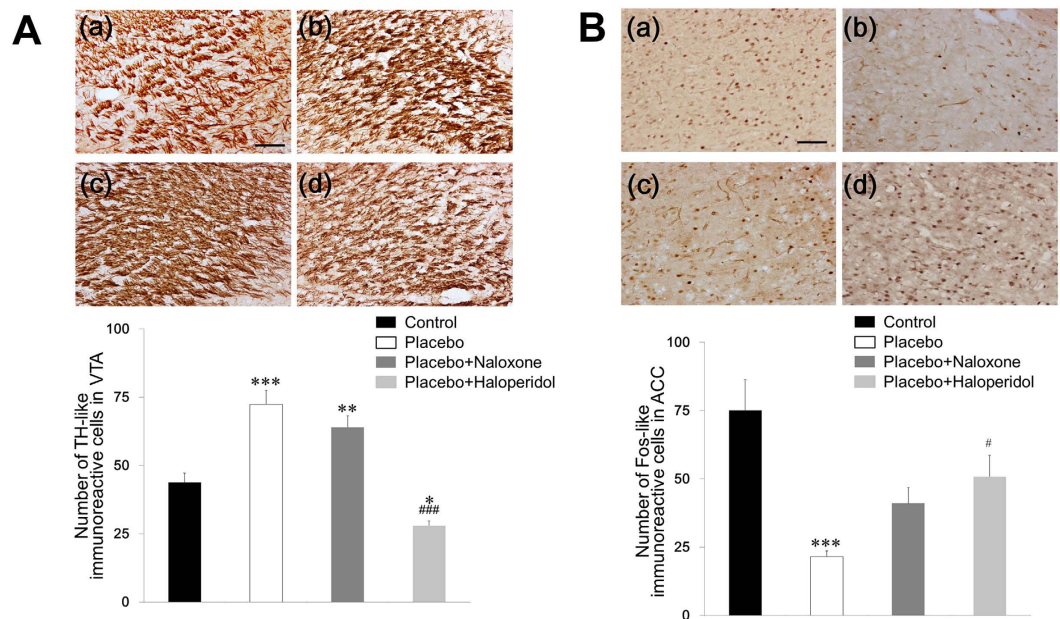 A
(a)
(b)
(c)
(d)
100
75
50
25
0
Number of TH-like
immunoreactive cells in VTA
Control
Placebo
Placebo+Naloxone
Placebo+Haloperidol
***
**
*
###
B
(a)
(b)
(c)
(d)
100
75
50
25
0
Number of Fos-like
immunoreactive cells in ACC
Control
Placebo
Placebo+Naloxone
Placebo+Haloperidol
***
#